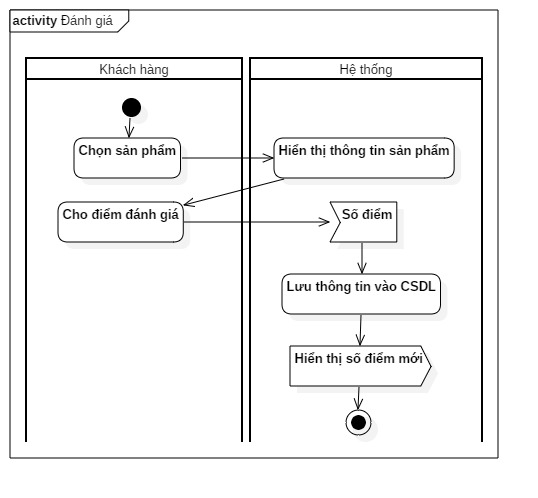 activity Đánh giá
Khách hàng
Hệ thống
Chọn sản phẩm
Hiển thị thông tin sản phẩm
Cho điểm đánh giá
Số điểm
Lưu thông tin vào CSDL
Hiển thị số điểm mới